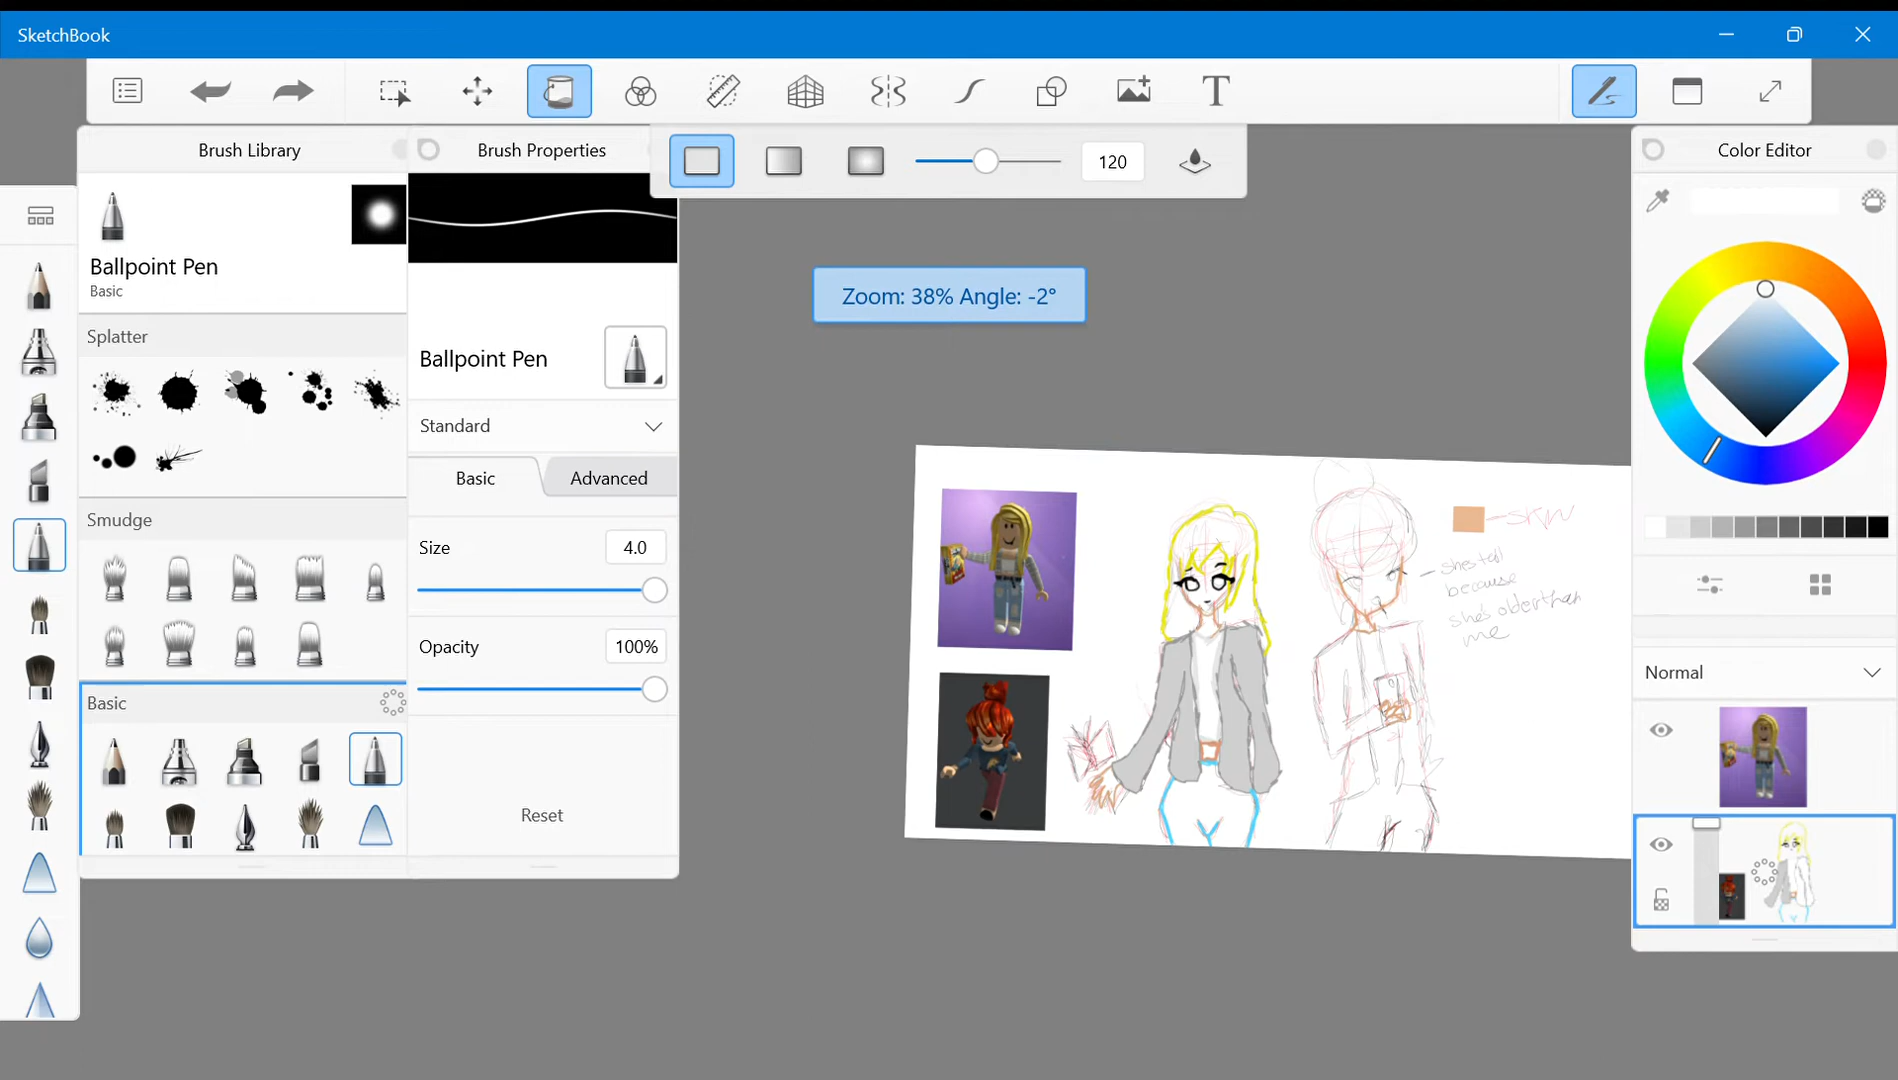 SketchBook
T
Brush Library
Brush Properties
120
Color Editor
Ballpoint Pen
Basic
Zoom: 38% Angle: -2°
Splatter
Ballpoint Pen
Standard
Basic
Advanced
Smudge
Size
4.0
Opacity
100%
Basic
Reset
SKIN
she's tall
because
she's older than
me
Normal